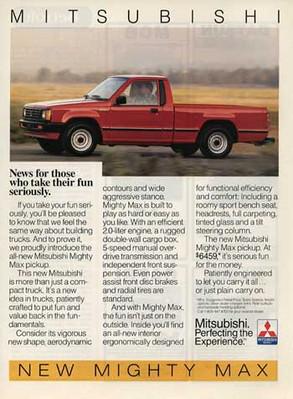 MITSUBISHI
News for those
who take their fun
seriously.
If you take your fun seri-
ously, you'll be pleased
to know that we feel the
same way about building
trucks. And to prove it,
we proudly introduce the
all-new Mitsubishi Mighty
Max pickup.
This new Mitsubishi
is more than just a com-
pact truck. It's a new
idea in trucks, patiently
crafted to put fun and
value back in the fun-
damentals.
Consider its vigorous
new shape, aerodynamic
contours and wide
aggressive stance.
Mighty Max is built to
play as hard or easy as
you like. With an efficient
2.0-liter engine, a rugged
double-wall cargo box,
5-speed manual over-
drive transmission and
independent front sus-
pension. Even power
assist front disc brakes
and radial tires are
standard.
And with Mighty Max,
the fun isn't just on the
outside. Inside you'll find
an all-new interior
ergonomically designed
for functional efficiency
and comfort: including a
roomy sport bench seat,
headrests, full carpeting,
tinted glass and a tilt
steering column.
The new Mitsubishi
Mighty Max pickup. At
$6459,* it's serious fun
for the money.
Patiently engineered
to let you carry it all ...
or just plain carry on.
Mitsubishi.
Perfecting the
Experience.
MITSUBISHI
NEW MIGHTY MAX